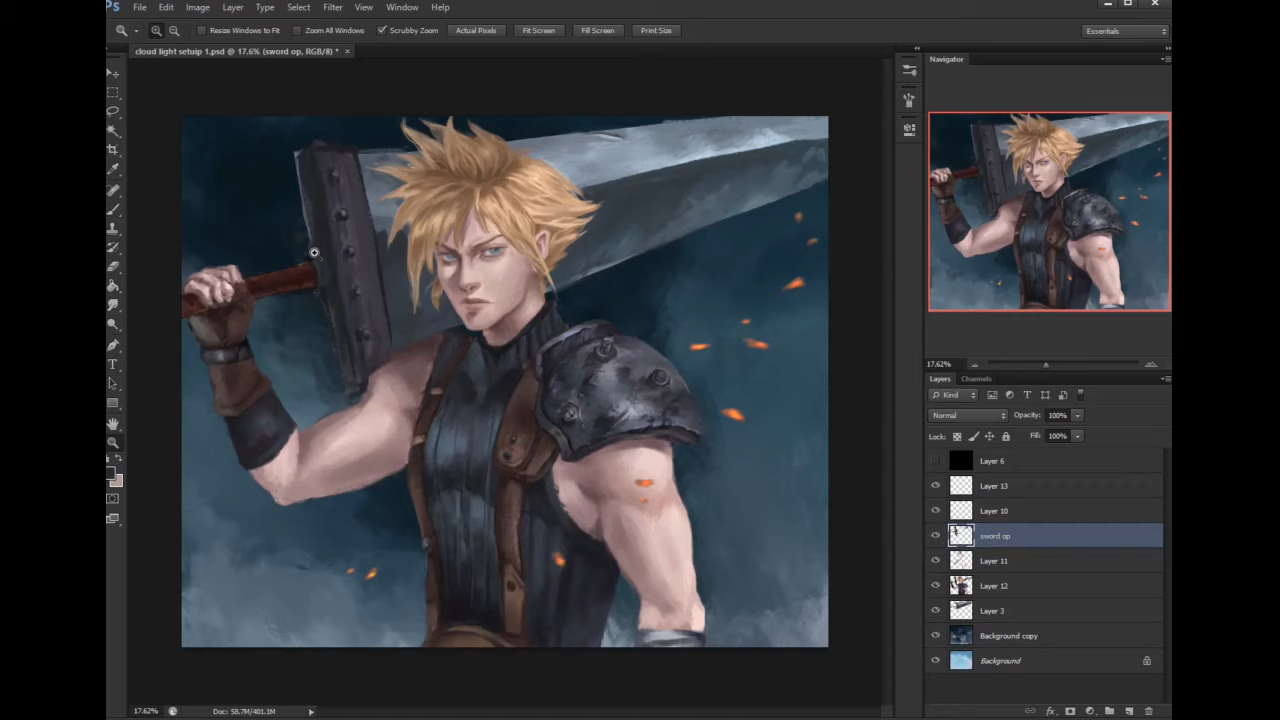 Ps File Edit Image Layer Type Select Filter View Window Help
Resize Windows to Fit Zoom All Windows Scrubby Zoom Actual Pixels Fit Screen Fill Screen Print Size Essentials
cloud light setuip 1.psd @ 17.6% (sword op, RGB/8) * ×
Navigator
17.62%
Layers Channels
Kind
Normal Opacity: 100%
Lock: Fill: 100%
Layer 6
Layer 13
Layer 10
sword op
Layer 11
Layer 12
Layer 3
Background copy
Background
17.62% Doc: 58.7M/401.1M